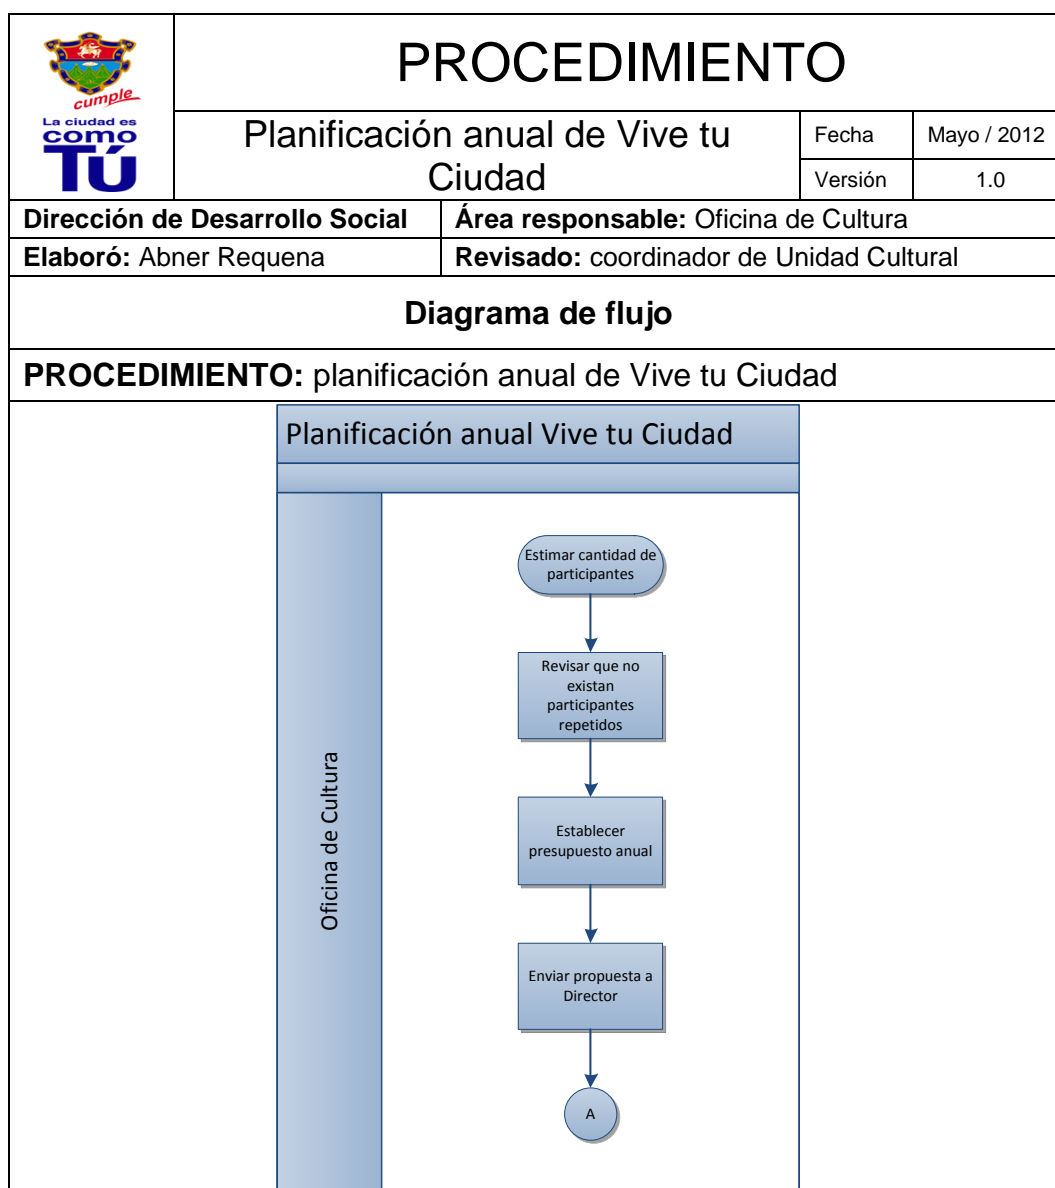 cumple
La ciudad es
como
TÚ
PROCEDIMIENTO
Planificación anual de Vive tu
Ciudad
Fecha
Mayo / 2012
Versión
1.0
Dirección de Desarrollo Social
Área responsable: Oficina de Cultura
Elaboró: Abner Requena
Revisado: coordinador de Unidad Cultural
Diagrama de flujo
PROCEDIMIENTO: planificación anual de Vive tu Ciudad
Planificación anual Vive tu Ciudad
Oficina de Cultura
Estimar cantidad de
participantes
Revisar que no
existan
participantes
repetidos
Establecer
presupuesto anual
Enviar propuesta a
Director
A